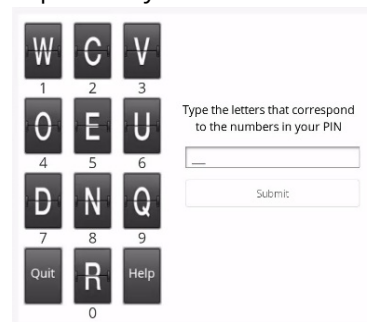 W C V
1 2 3
Type the letters that correspond
to the numbers in your PIN
O E U
4 5 6
Submit
D N Q
7 8 9
Quit R Help
0